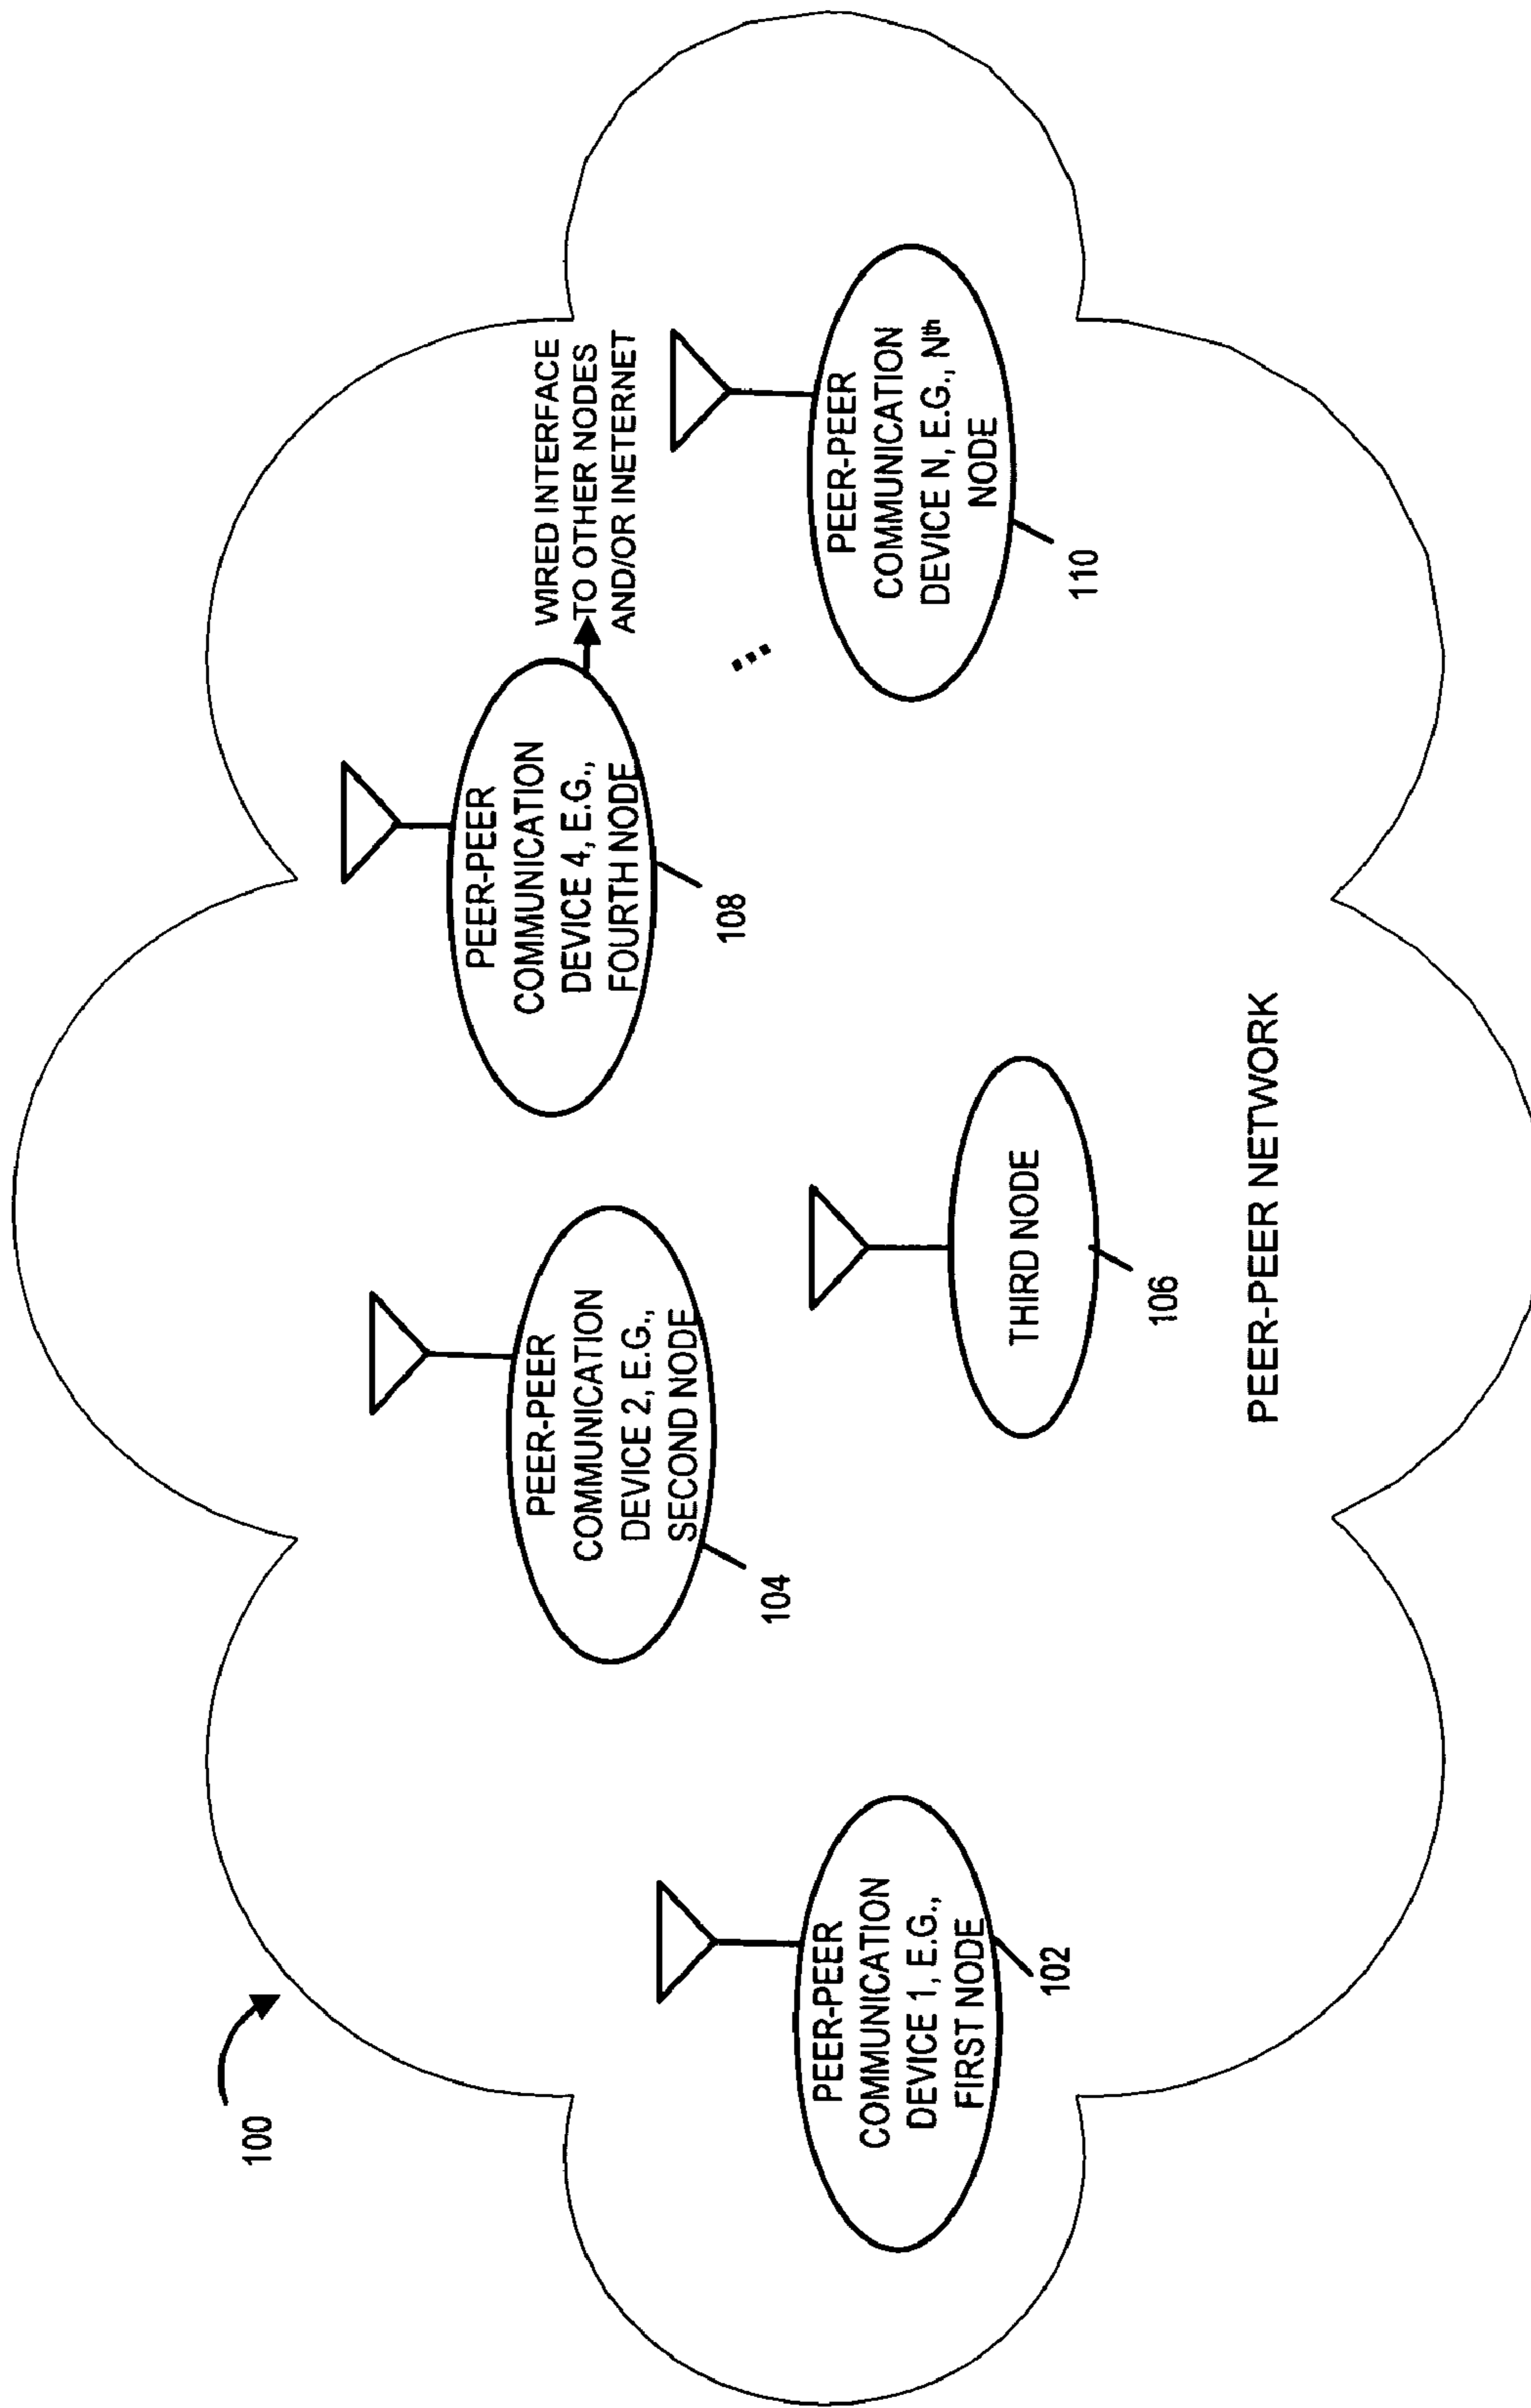 100
PEER-PEER
COMMUNICATION
DEVICE 1, E.G.,
FIRST NODE
102
PEER-PEER
COMMUNICATION
DEVICE 2, E.G.,
SECOND NODE
104
THIRD NODE
106
PEER-PEER
COMMUNICATION
DEVICE 4, E.G.,
FOURTH NODE
108
WIRED INTERFACE
TO OTHER NODES
AND/OR INETERNET
PEER-PEER
COMMUNICATION
DEVICE N, E.G., Nth
NODE
110
PEER-PEER NETWORK